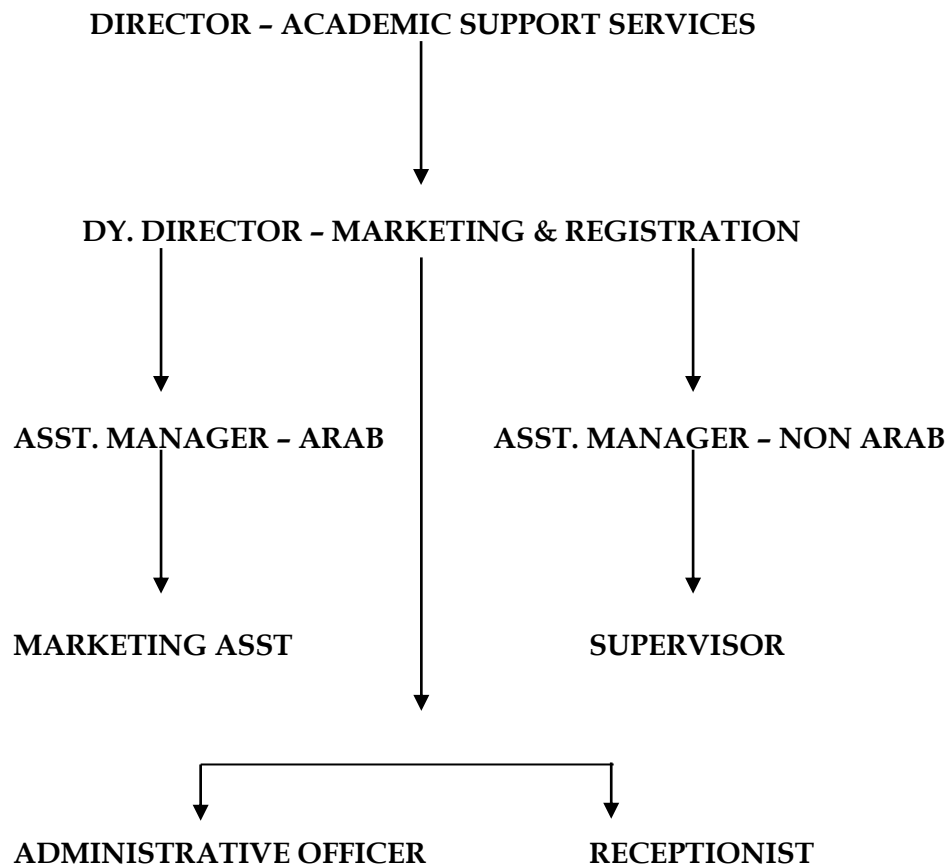 DIRECTOR – ACADEMIC SUPPORT SERVICES
DY. DIRECTOR – MARKETING & REGISTRATION
ASST. MANAGER – ARAB
ASST. MANAGER – NON ARAB
MARKETING ASST
SUPERVISOR
ADMINISTRATIVE OFFICER
RECEPTIONIST